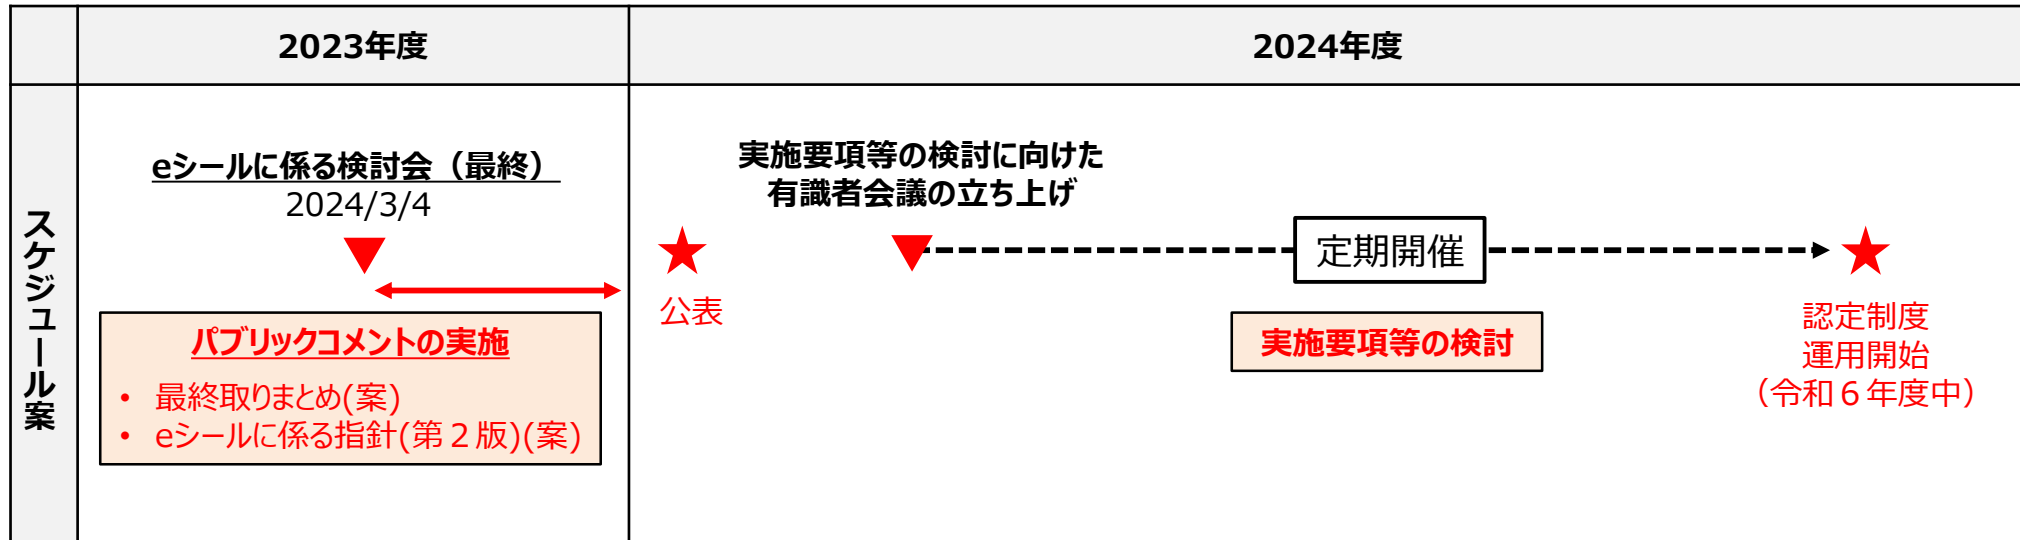 2023年度
2024年度
スケジュール案
eシールに係る検討会（最終）
2024/3/4
パブリックコメントの実施
• 最終取りまとめ(案)
• eシールに係る指針(第２版)(案)
公表
実施要項等の検討に向けた
有識者会議の立ち上げ
定期開催
実施要項等の検討
認定制度
運用開始
（令和６年度中）